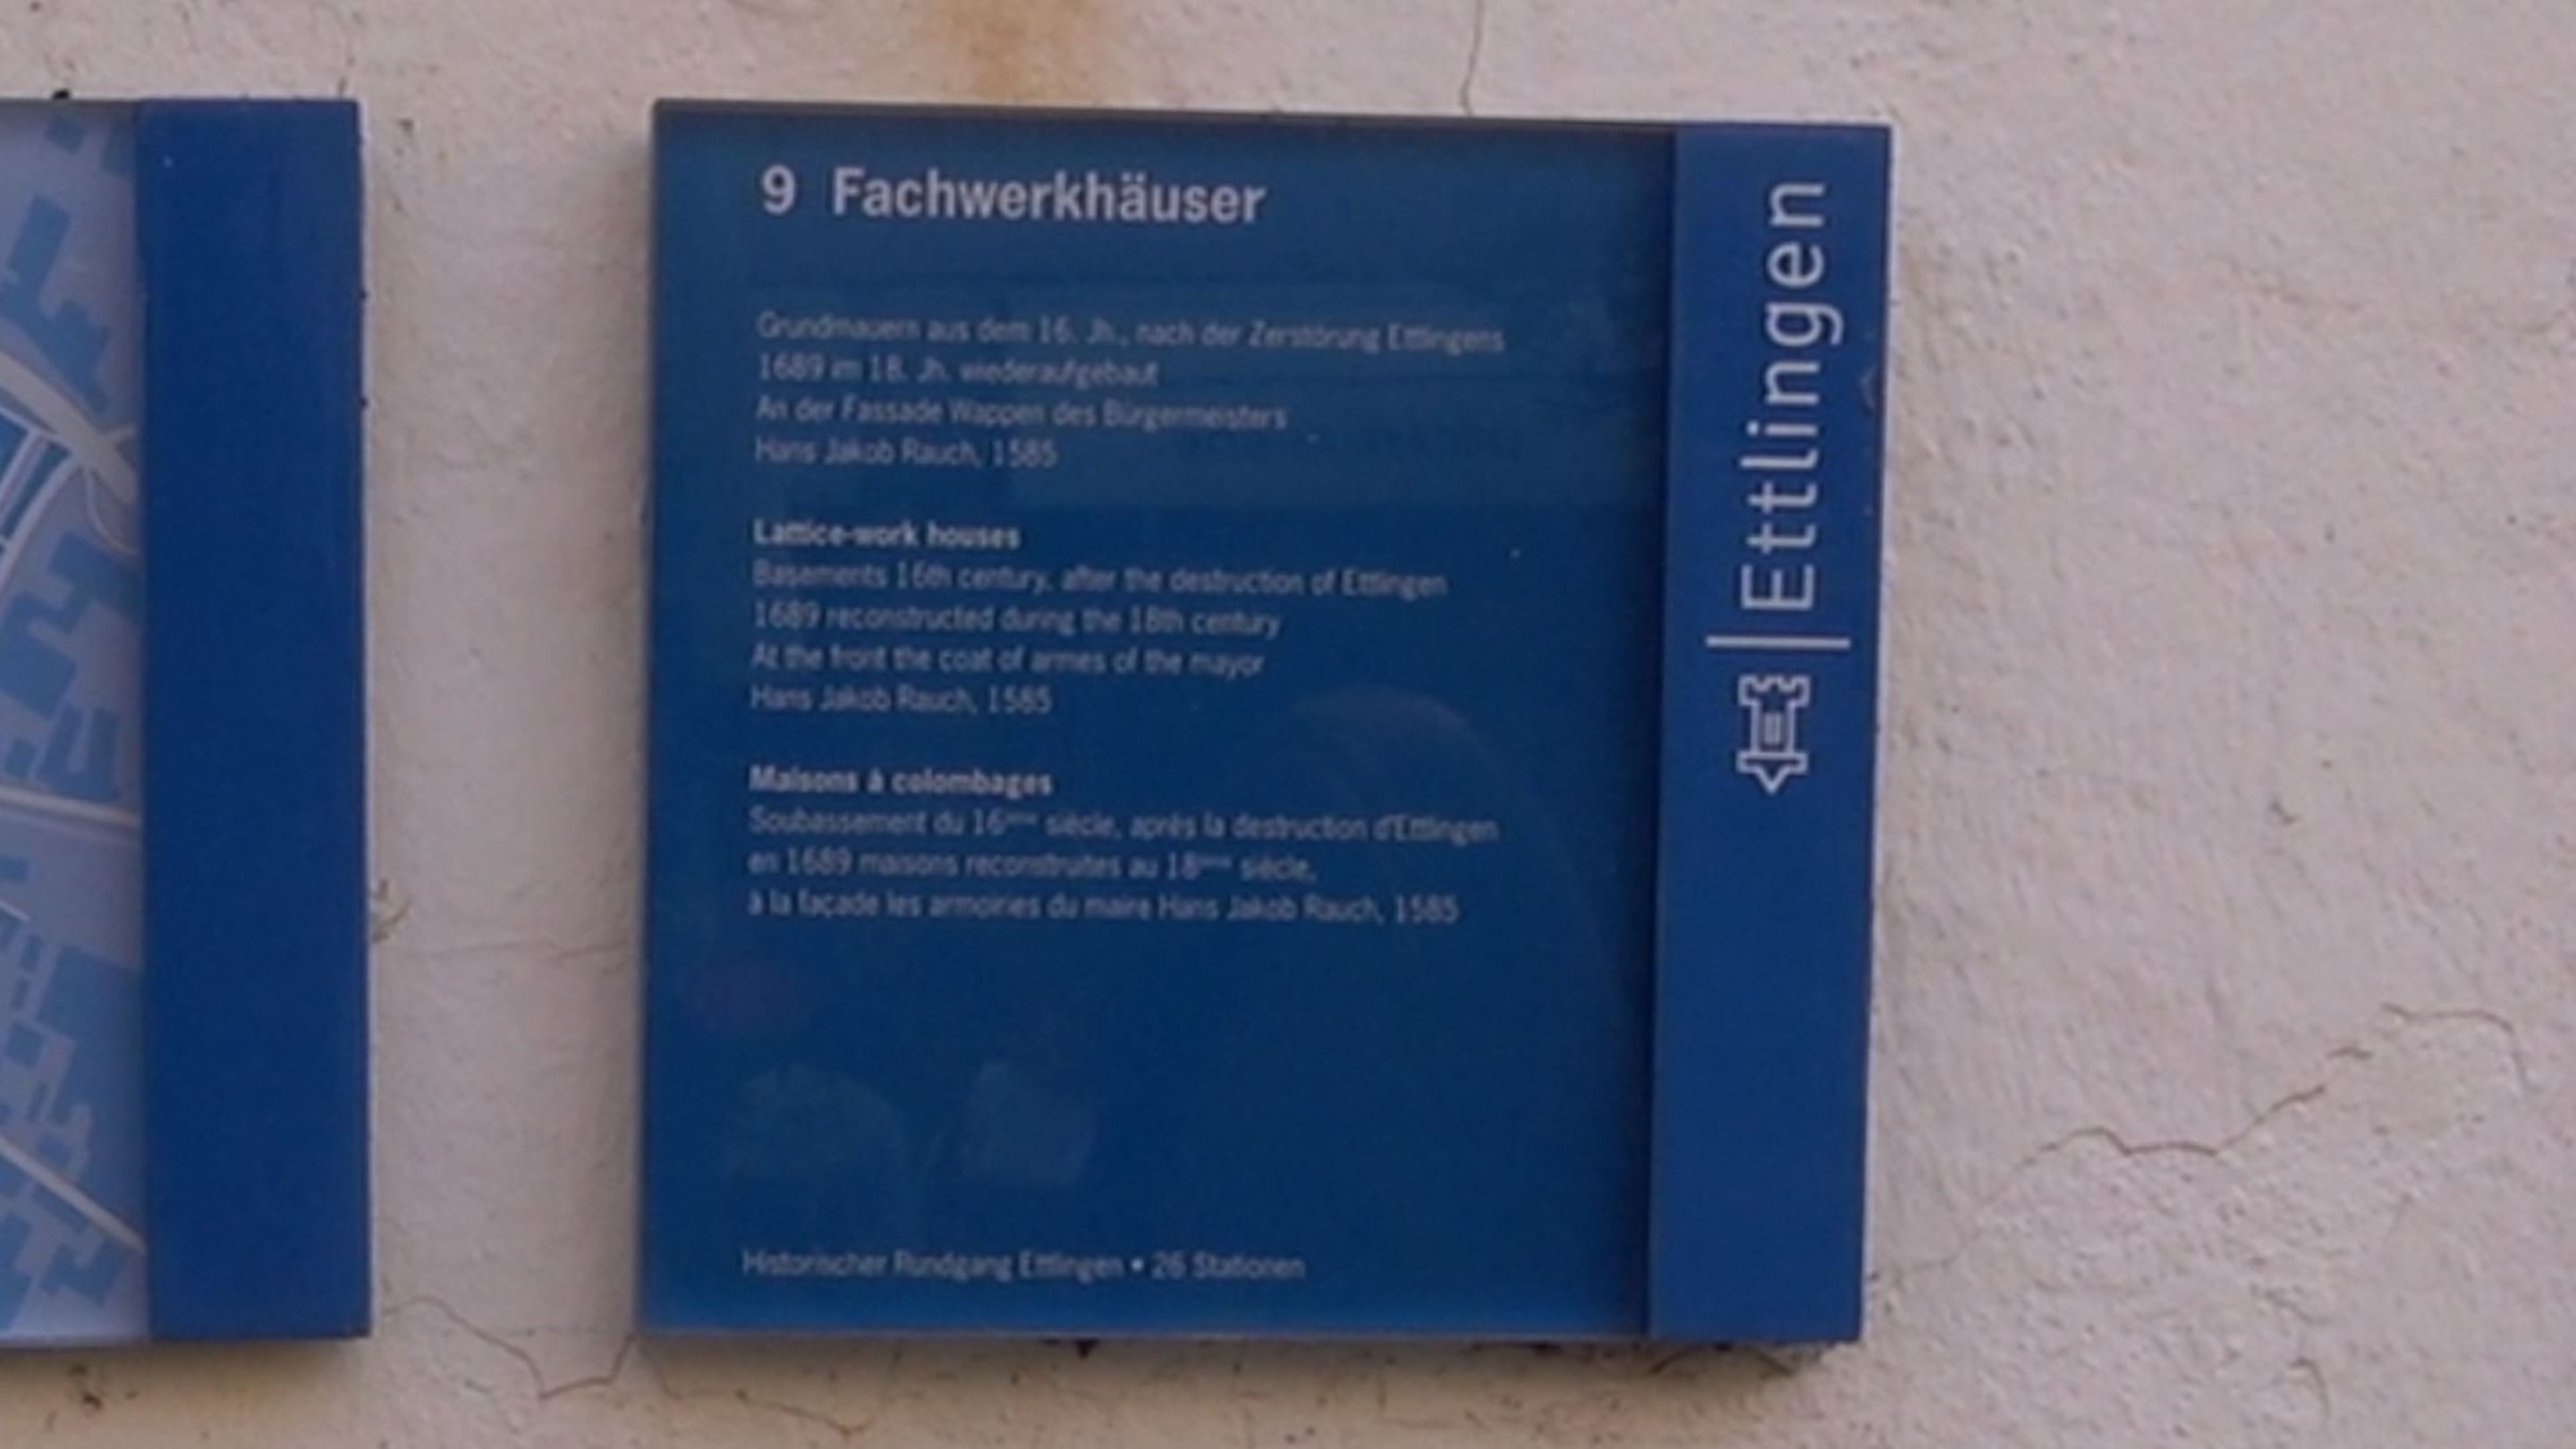 9 Fachwerkhäuser
Grundmauern aus dem 16. Jh., nach der Zerstörung Ettlingens
1689 im 18. Jh. wiederaufgebaut
An der Fassade Wappen des Bürgermeisters
Hans Jakob Rauch, 1585
Lattice-work houses
Basements 16th century, after the destruction of Ettlingen
1689 reconstructed during the 18th century
At the front the coat of armes of the mayor
Hans Jakob Rauch, 1585
Maisons à colombages
Soubassement du 16ème siècle, après la destruction d'Ettlingen
en 1689 maisons reconstruites au 18ème siècle,
à la façade les armoiries du maire Hans Jakob Rauch, 1585
Historischer Rundgang Ettlingen • 26 Stationen
Ettlingen